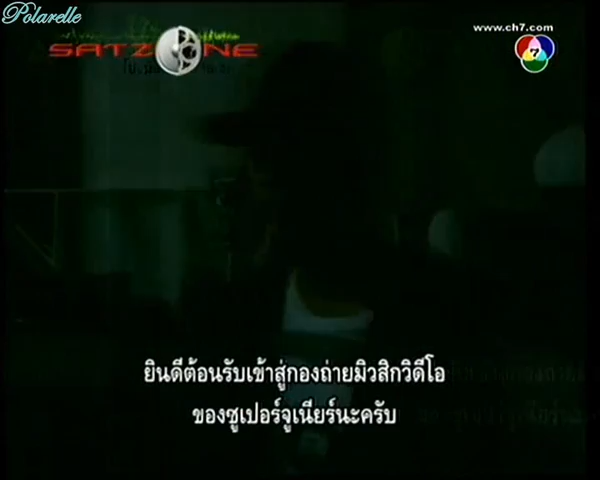 Polarelle
www.ch7.com
SATZ NE
7
ยินดีต้อนรับเข้าสู่กองถ่ายมิวสิกวิดีโอ
ของซูเปอร์จูเนียร์นะครับ